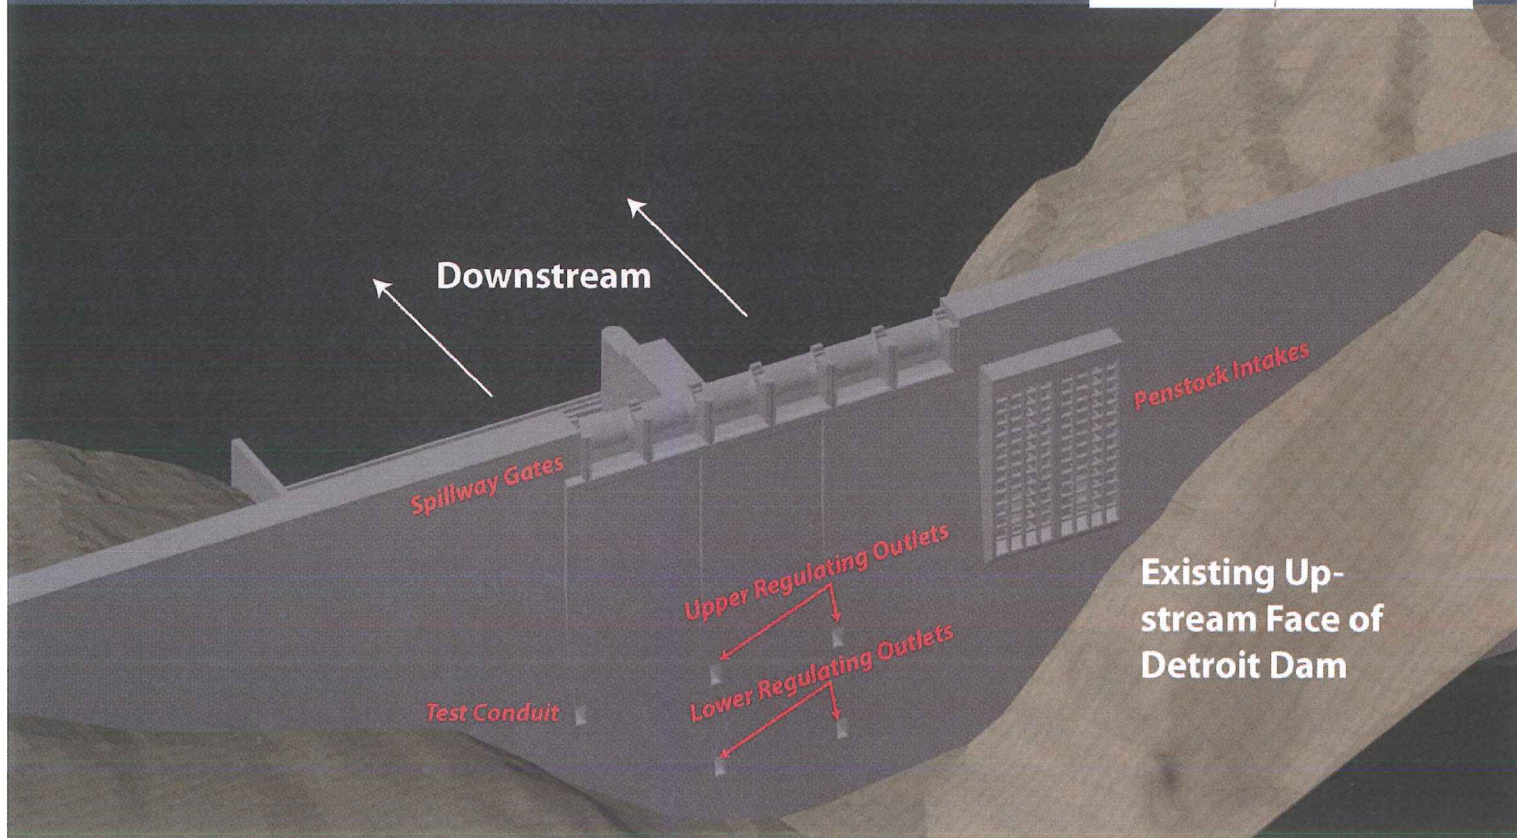 Downstream
Penstock Intakes
Spillway Gates
Upper Regulating Outlets
Existing Up-
stream Face of
Detroit Dam
Lower Regulating Outlets
Test Conduit